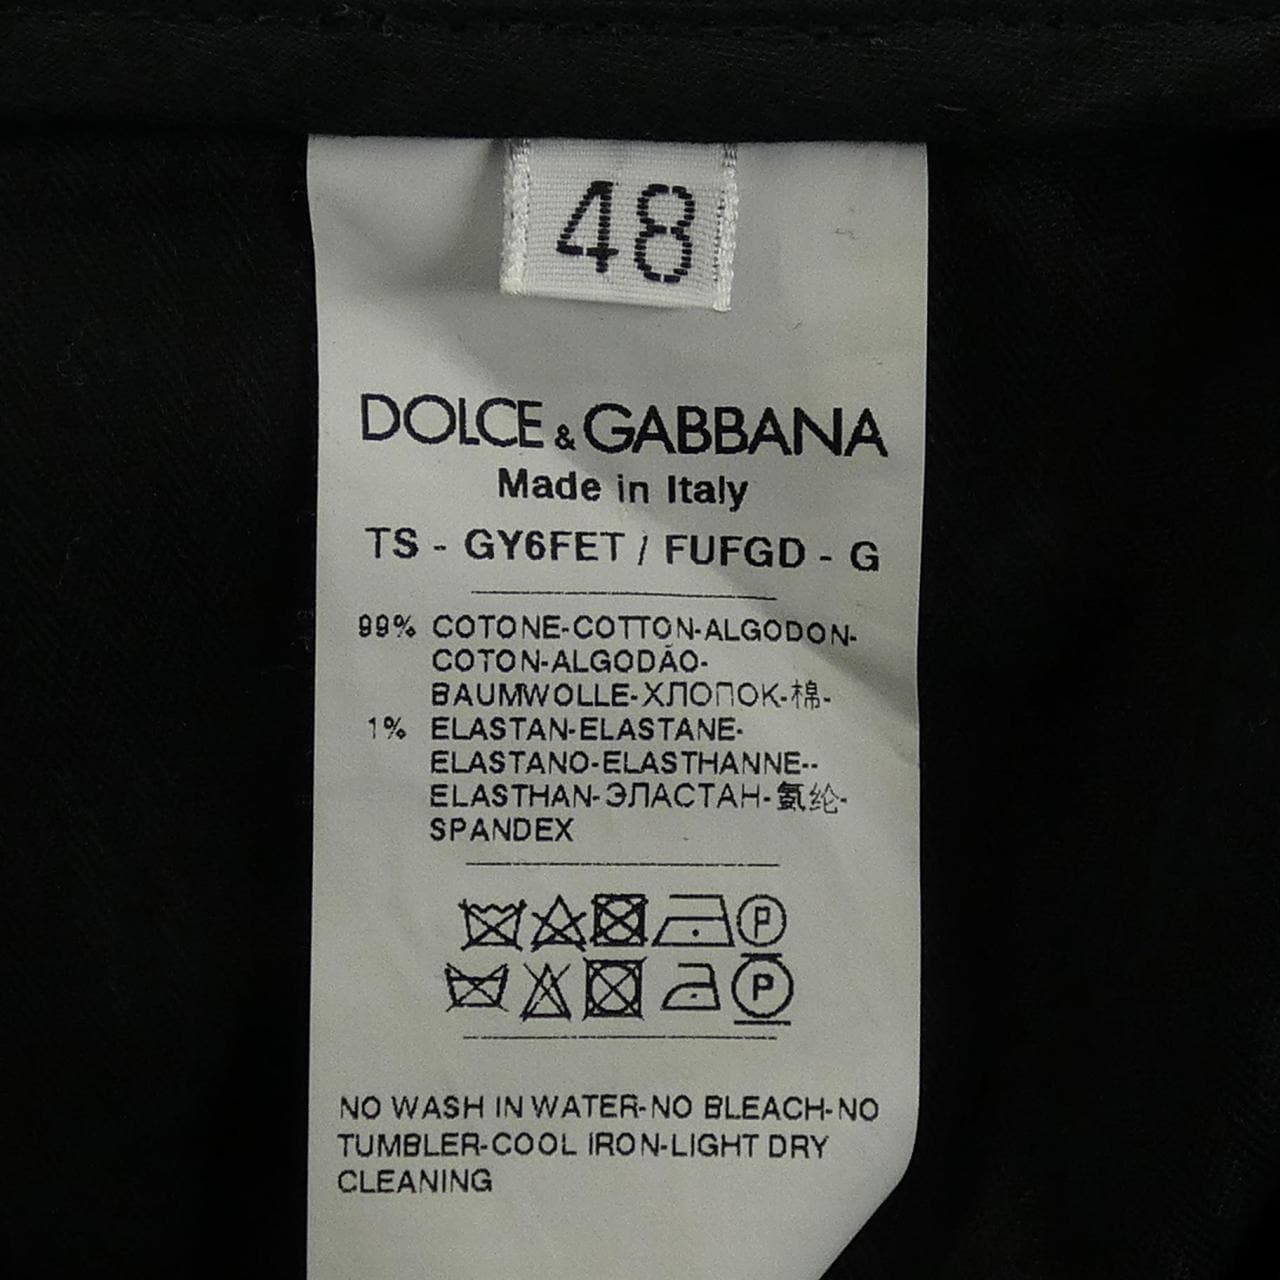 48
DOLCE & GABBANA
Made in Italy
TS - GY6FET / FUFGD - G
99% COTONE-COTTON-ALGODON-
COTON-ALGODÃO-
BAUMWOLLE-ХЛОПОК-棉-
1% ELASTAN-ELASTANE-
ELASTANO-ELASTHANNE--
ELASTHAN-ЭЛАСТАН-氨纶-
SPANDEX
P
P
NO WASH IN WATER-NO BLEACH-NO
TUMBLER-COOL IRON-LIGHT DRY
CLEANING